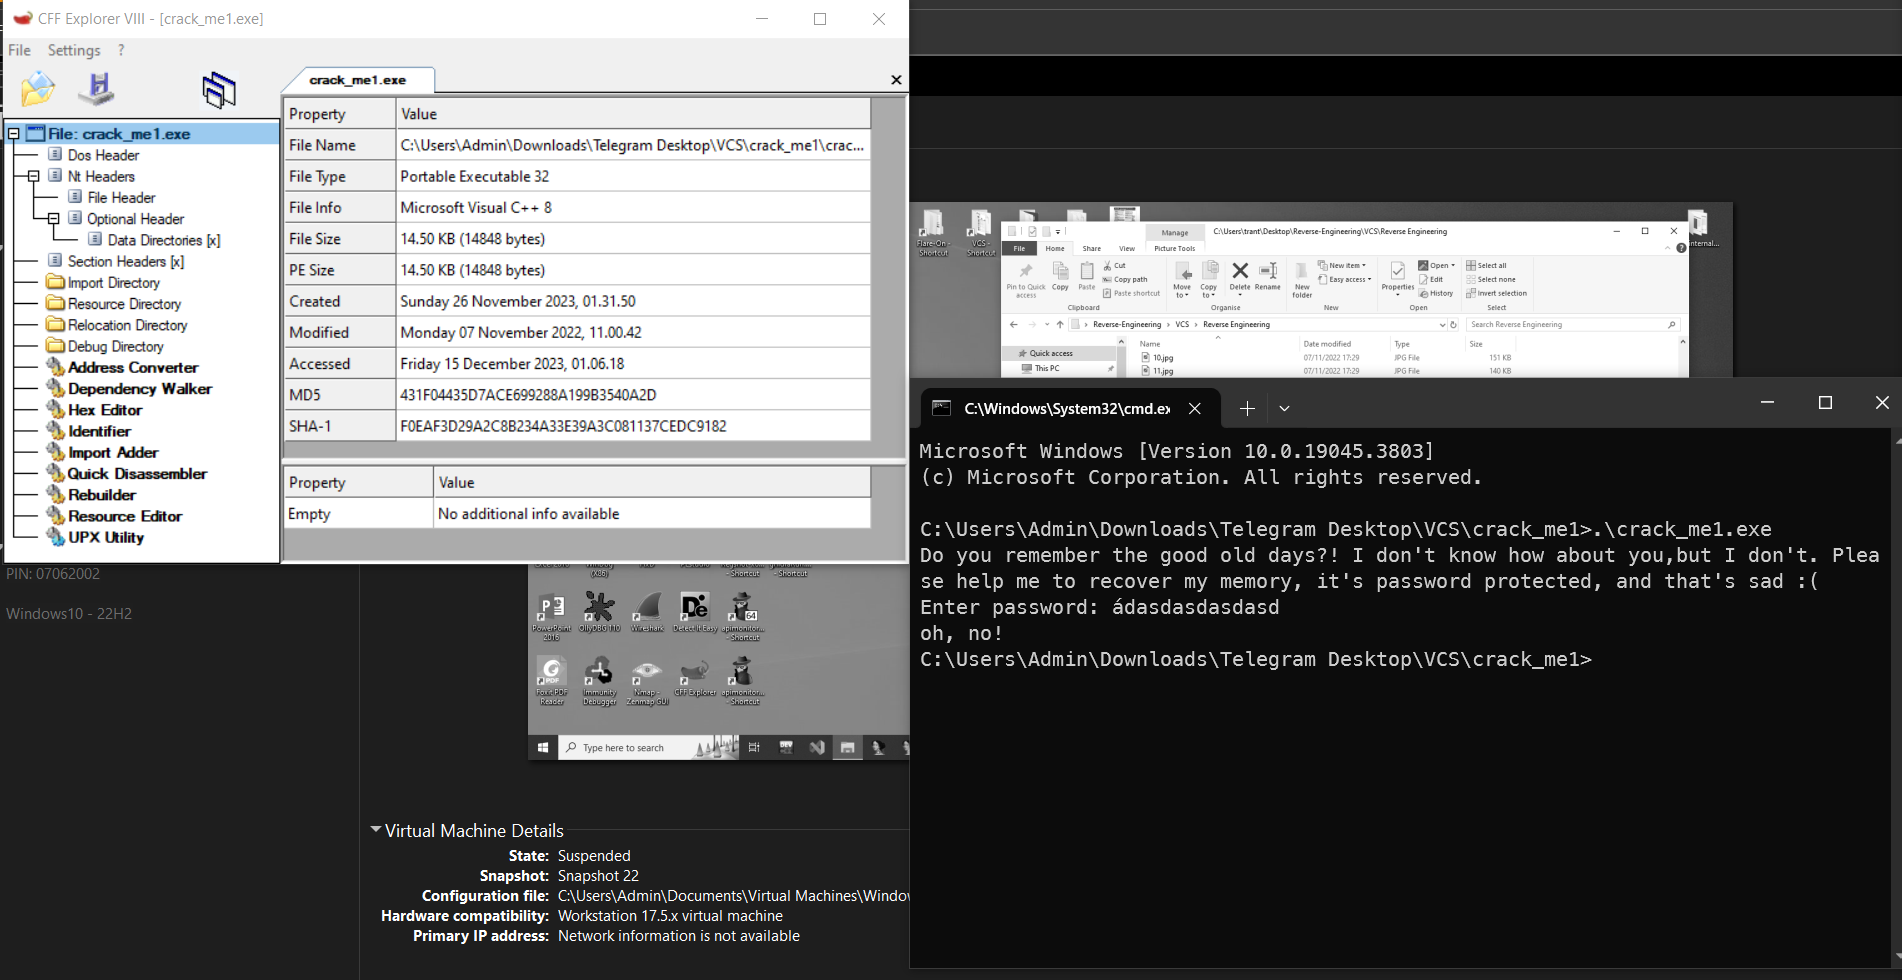 CFF Explorer VIII - [crack_me1.exe]
File Settings ?
crack_me1.exe
File: crack_me1.exe
Dos Header
Nt Headers
File Header
Optional Header
Data Directories [x]
Section Headers [x]
Import Directory
Resource Directory
Relocation Directory
Debug Directory
Address Converter
Dependency Walker
Hex Editor
Identifier
Import Adder
Quick Disassembler
Rebuilder
Resource Editor
UPX Utility
Property Value
File Name C:\Users\Admin\Downloads\Telegram Desktop\VCS\crack_me1\crac...
File Type Portable Executable 32
File Info Microsoft Visual C++ 8
File Size 14.50 KB (14848 bytes)
PE Size 14.50 KB (14848 bytes)
Created Sunday 26 November 2023, 01.31.50
Modified Monday 07 November 2022, 11.00.42
Accessed Friday 15 December 2023, 01.06.18
MD5 431F04435D7ACE699288A199B3540A2D
SHA-1 F0EAF3D29A2C8B234A33E39A3C081137CEDC9182
Property Value
Empty No additional info available
PIN: 07062002
Windows10 - 22H2
Flare-On - Shortcut
VCS - Shortcut
Manage
C:\Users\trant\Desktop\Reverse-Engineering\VCS\Reverse Engineering
File Home Share View Picture Tools
Pin to Quick access
Copy
Paste
Cut
Copy path
Paste shortcut
Move to
Copy to
Delete
Rename
New folder
New item
Easy access
Properties
Open
Edit
History
Select all
Select none
Invert selection
Clipboard Organise New Open Select
Reverse-Engineering > VCS > Reverse Engineering
Search Reverse Engineering
Quick access
This PC
Name Date modified Type Size
10.jpg 07/11/2022 17:29 JPG File 151 KB
11.jpg 07/11/2022 17:29 JPG File 140 KB
C:\Windows\System32\cmd.ex
Microsoft Windows [Version 10.0.19045.3803]
(c) Microsoft Corporation. All rights reserved.
C:\Users\Admin\Downloads\Telegram Desktop\VCS\crack_me1>.\crack_me1.exe
Do you remember the good old days?! I don't know how about you,but I don't. Plea
se help me to recover my memory, it's password protected, and that's sad :(
Enter password: ádasdasdasdasd
oh, no!
C:\Users\Admin\Downloads\Telegram Desktop\VCS\crack_me1>
PowerPoint 2016
OllyDBG 110
Wireshark
Detect It Easy
apimonitor... - Shortcut
Foxit PDF Reader
Immunity Debugger
Nmap - Zenmap GUI
CFF Explorer
apimonitor... - Shortcut
Type here to search
Virtual Machine Details
State: Suspended
Snapshot: Snapshot 22
Configuration file: C:\Users\Admin\Documents\Virtual Machines\Window
Hardware compatibility: Workstation 17.5.x virtual machine
Primary IP address: Network information is not available